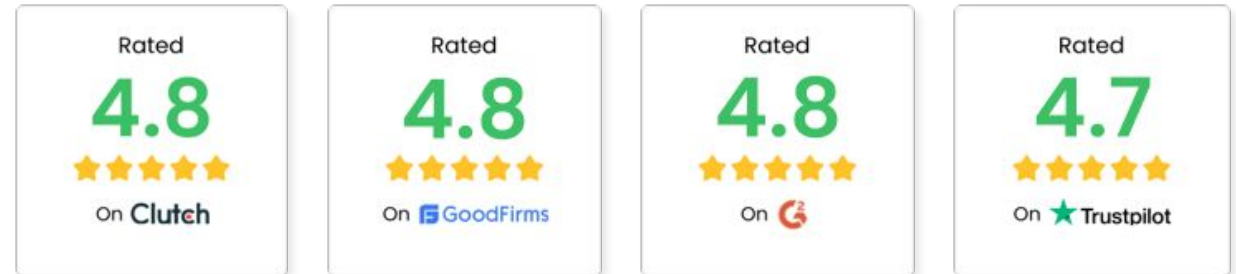 Rated
4.8
On Clutch
Rated
4.8
On GoodFirms
Rated
4.8
On G2
Rated
4.7
On Trustpilot